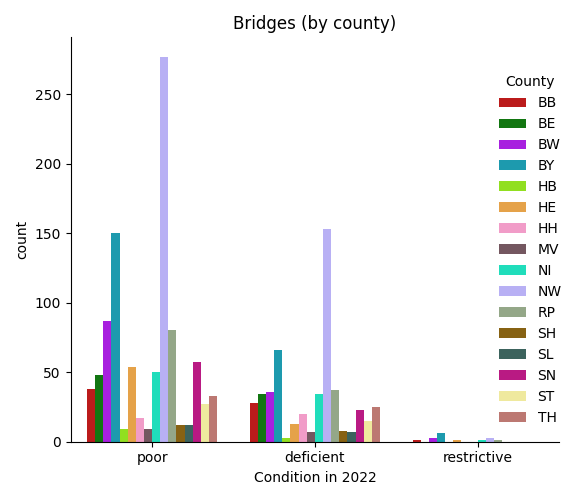 Bridges (by county)
County
BB
BE
BW
BY
HB
HE
HH
MV
NI
NW
RP
SH
SL
SN
ST
TH
count
250
200
150
100
50
0
poor deficient restrictive
Condition in 2022